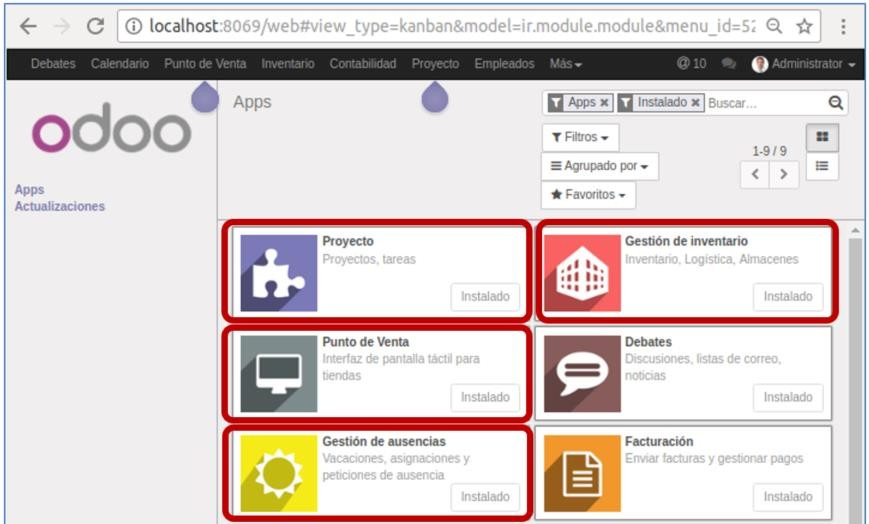 localhost:8069/web#view_type=kanban&model=ir.module.module&menu_id=52
Debates Calendario Punto de Venta Inventario Contabilidad Proyecto Empleados Más @ 10 Administrator
odoo
Apps
Actualizaciones
Apps
Apps × Instalado × Buscar...
Filtros
Agrupado por
Favoritos
1-9 / 9
Proyecto
Proyectos, tareas
Instalado
Gestión de inventario
Inventario, Logística, Almacenes
Instalado
Punto de Venta
Interfaz de pantalla táctil para
tiendas
Instalado
Debates
Discusiones, listas de correo,
noticias
Instalado
Gestión de ausencias
Vacaciones, asignaciones y
peticiones de ausencia
Instalado
Facturación
Enviar facturas y gestionar pagos
Instalado